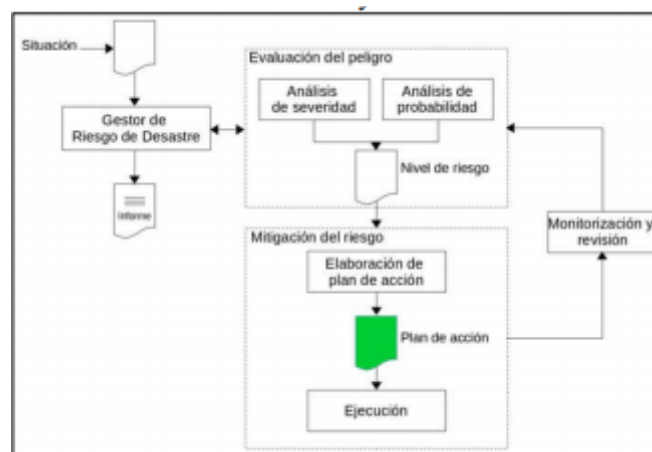 Situación
Gestor de
Riesgo de Desastre
Informe
Evaluación del peligro
Análisis
de severidad
Análisis de
probabilidad
Nivel de riesgo
Mitigación del riesgo
Elaboración de
plan de acción
Plan de acción
Ejecución
Monitorización y
revisión